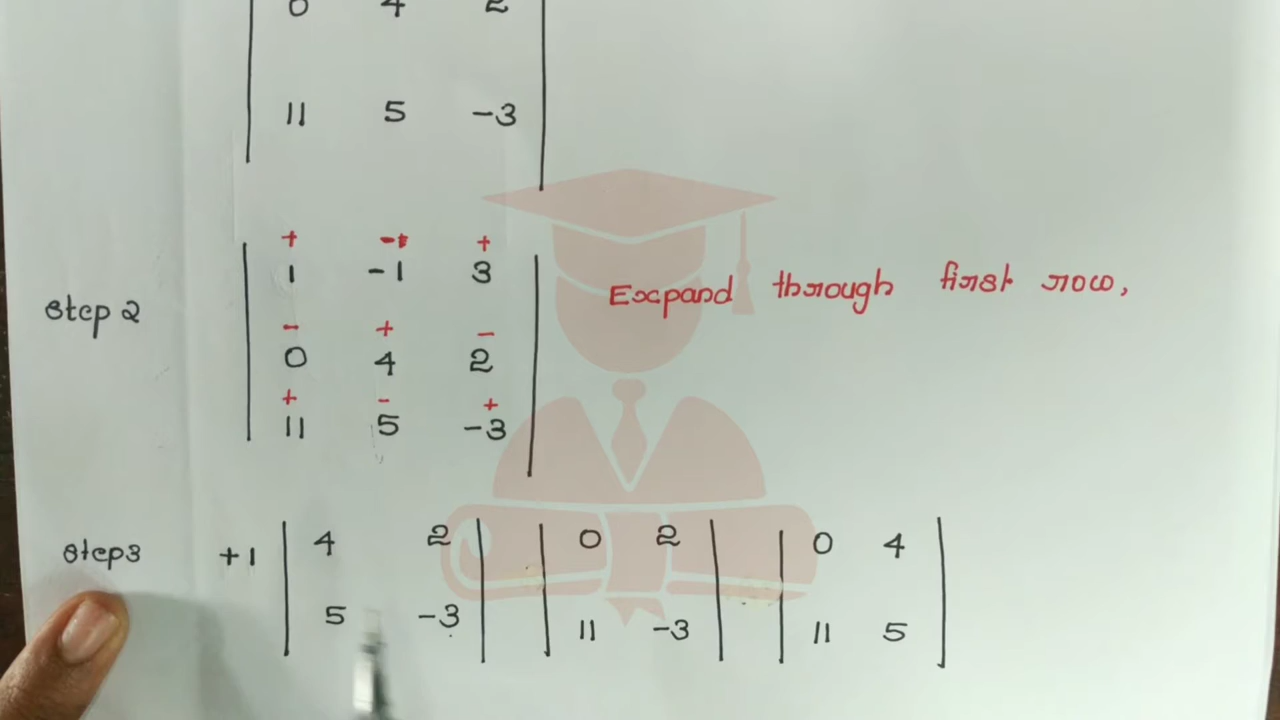 0 4 2
11 5 -3
+ - +
1 -1 3
Step 2 Expand through first row,
- + -
0 4 2
+ - +
11 5 -3
Step3 +1 | 4 2 | | 0 2 | | 0 4 |
| 5 -3 | | 11 -3 | | 11 5 |